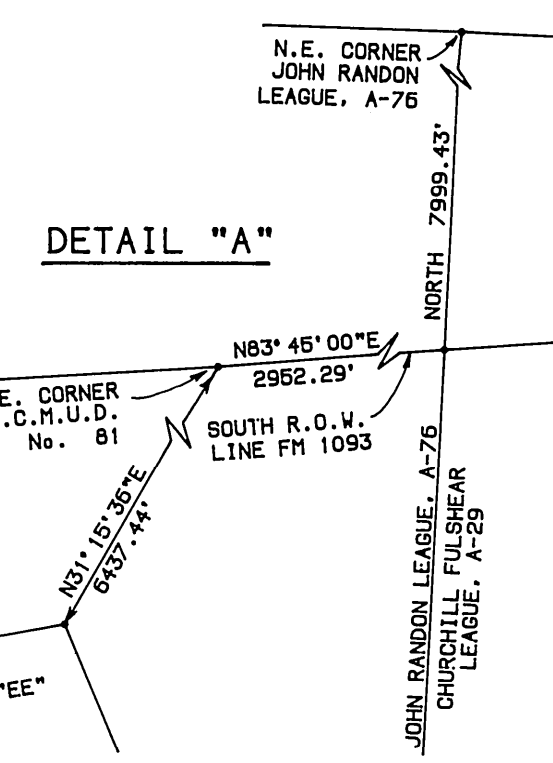 N.E. CORNER
JOHN RANDON
LEAGUE, A-76
NORTH 7999.43'
DETAIL "A"
N83° 45' 00"E
2952.29'
E. CORNER
.C.M.U.D.
No. 81
SOUTH R.O.W.
LINE FM 1093
N31° 15' 36"E
6437.44'
JOHN RANDON LEAGUE, A-76
CHURCHILL FULSHEAR
LEAGUE, A-29
"EE"